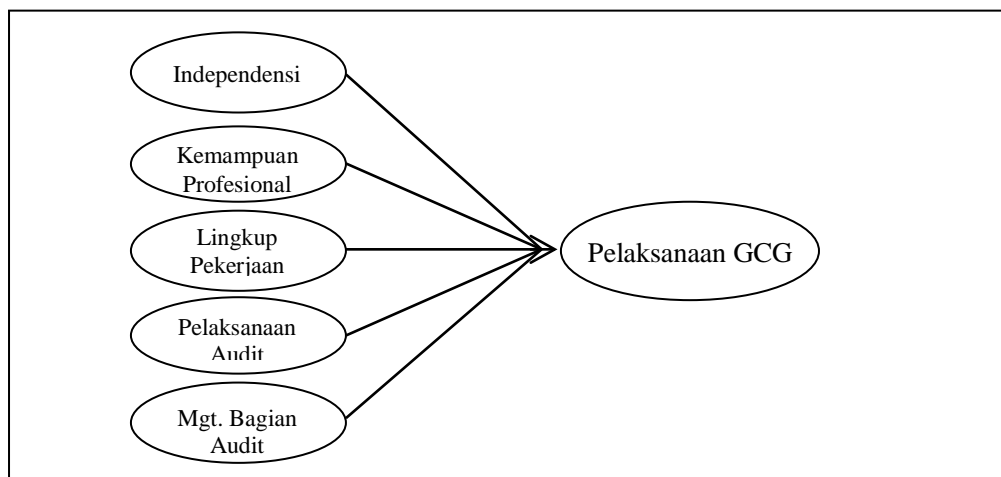 Independensi
Kemampuan
Profesional
Lingkup
Pekerjaan
Pelaksanaan
Audit
Mgt. Bagian
Audit
Pelaksanaan GCG